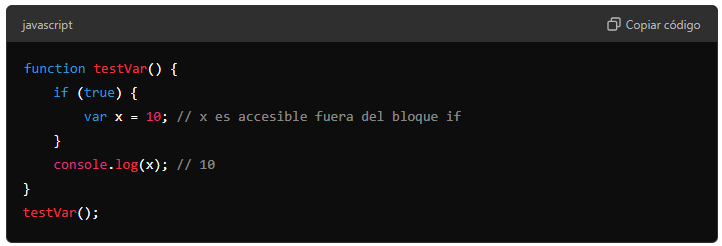 javascript
Copiar código
function testVar() {
if (true) {
var x = 10; // x es accesible fuera del bloque if
}
console.log(x); // 10
}
testVar();